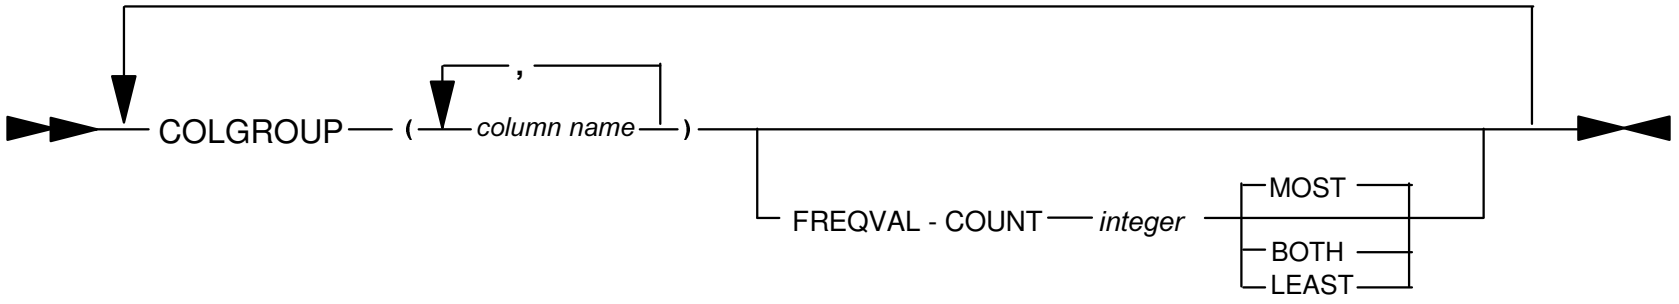 ,
COLGROUP ( column name )
MOST
FREQVAL - COUNT integer
BOTH
LEAST